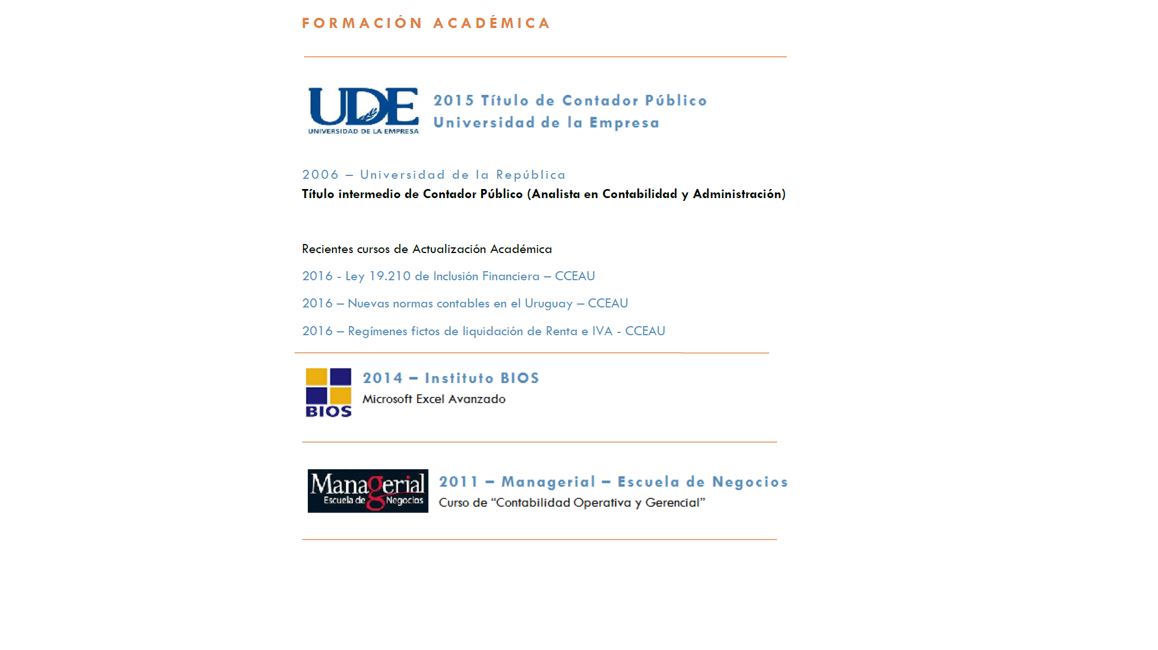 FORMACIÓN ACADÉMICA
UDE
UNIVERSIDAD DE LA EMPRESA
2015 Título de Contador Público
Universidad de la Empresa
2006 – Universidad de la República
Título intermedio de Contador Público (Analista en Contabilidad y Administración)
Recientes cursos de Actualización Académica
2016 - Ley 19.210 de Inclusión Financiera – CCEAU
2016 – Nuevas normas contables en el Uruguay – CCEAU
2016 – Regímenes fictos de liquidación de Renta e IVA - CCEAU
BIOS
2014 – Instituto BIOS
Microsoft Excel Avanzado
Managerial
Escuela de Negocios
2011 – Managerial – Escuela de Negocios
Curso de “Contabilidad Operativa y Gerencial”